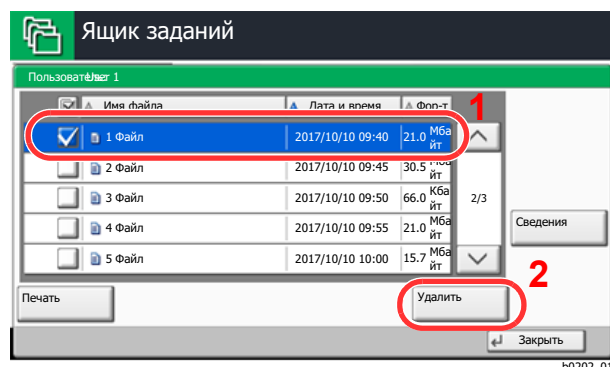 Ящик заданий
Пользователь: User 1
Имя файла Дата и время Фор-т
1
1 Файл 2017/10/10 09:40 21.0 Мбайт
2 Файл 2017/10/10 09:45 30.5 Мбайт
3 Файл 2017/10/10 09:50 66.0 Кбайт
2/3
4 Файл 2017/10/10 09:55 21.0 Мбайт
Сведения
5 Файл 2017/10/10 10:00 15.7 Мбайт
2
Печать
Удалить
Закрыть
b0202_01